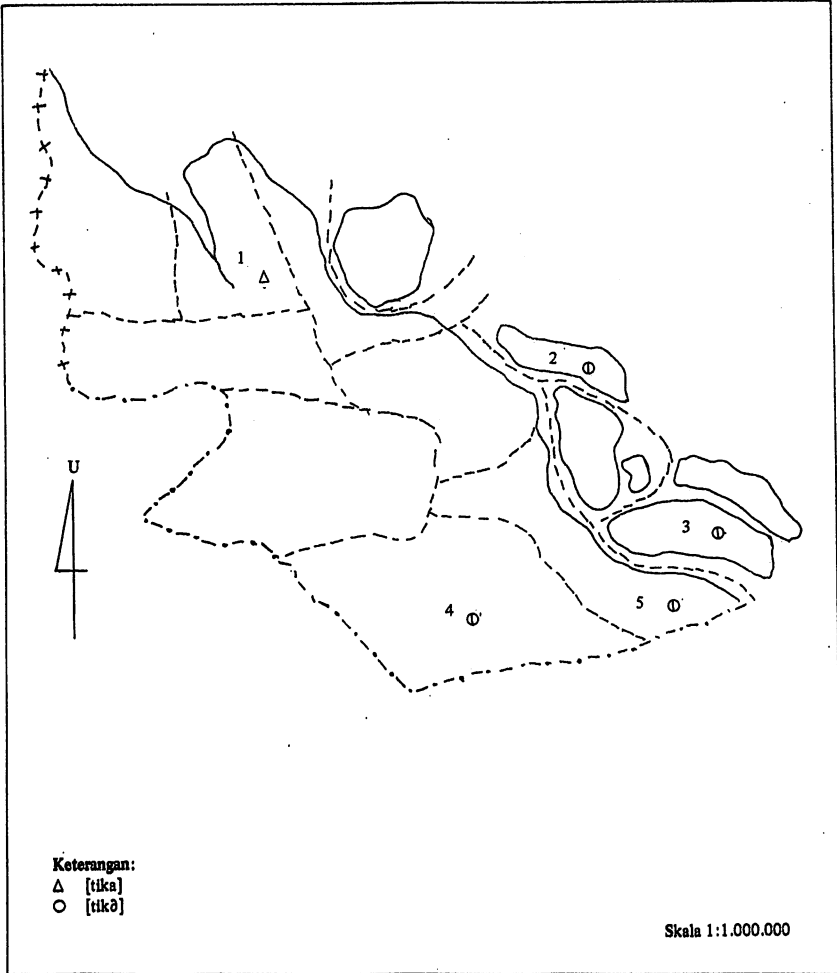 1
2
3
U
4
5
Keterangan:
Δ [tika]
O [tikə]
Skala 1:1.000.000